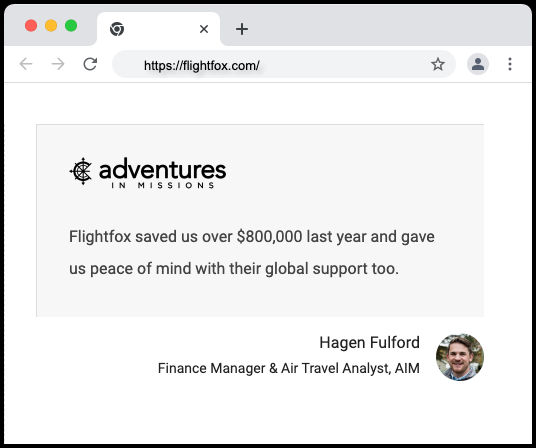 https://flightfox.com/
adventures
IN MISSIONS
Flightfox saved us over $800,000 last year and gave
us peace of mind with their global support too.
Hagen Fulford
Finance Manager & Air Travel Analyst, AIM